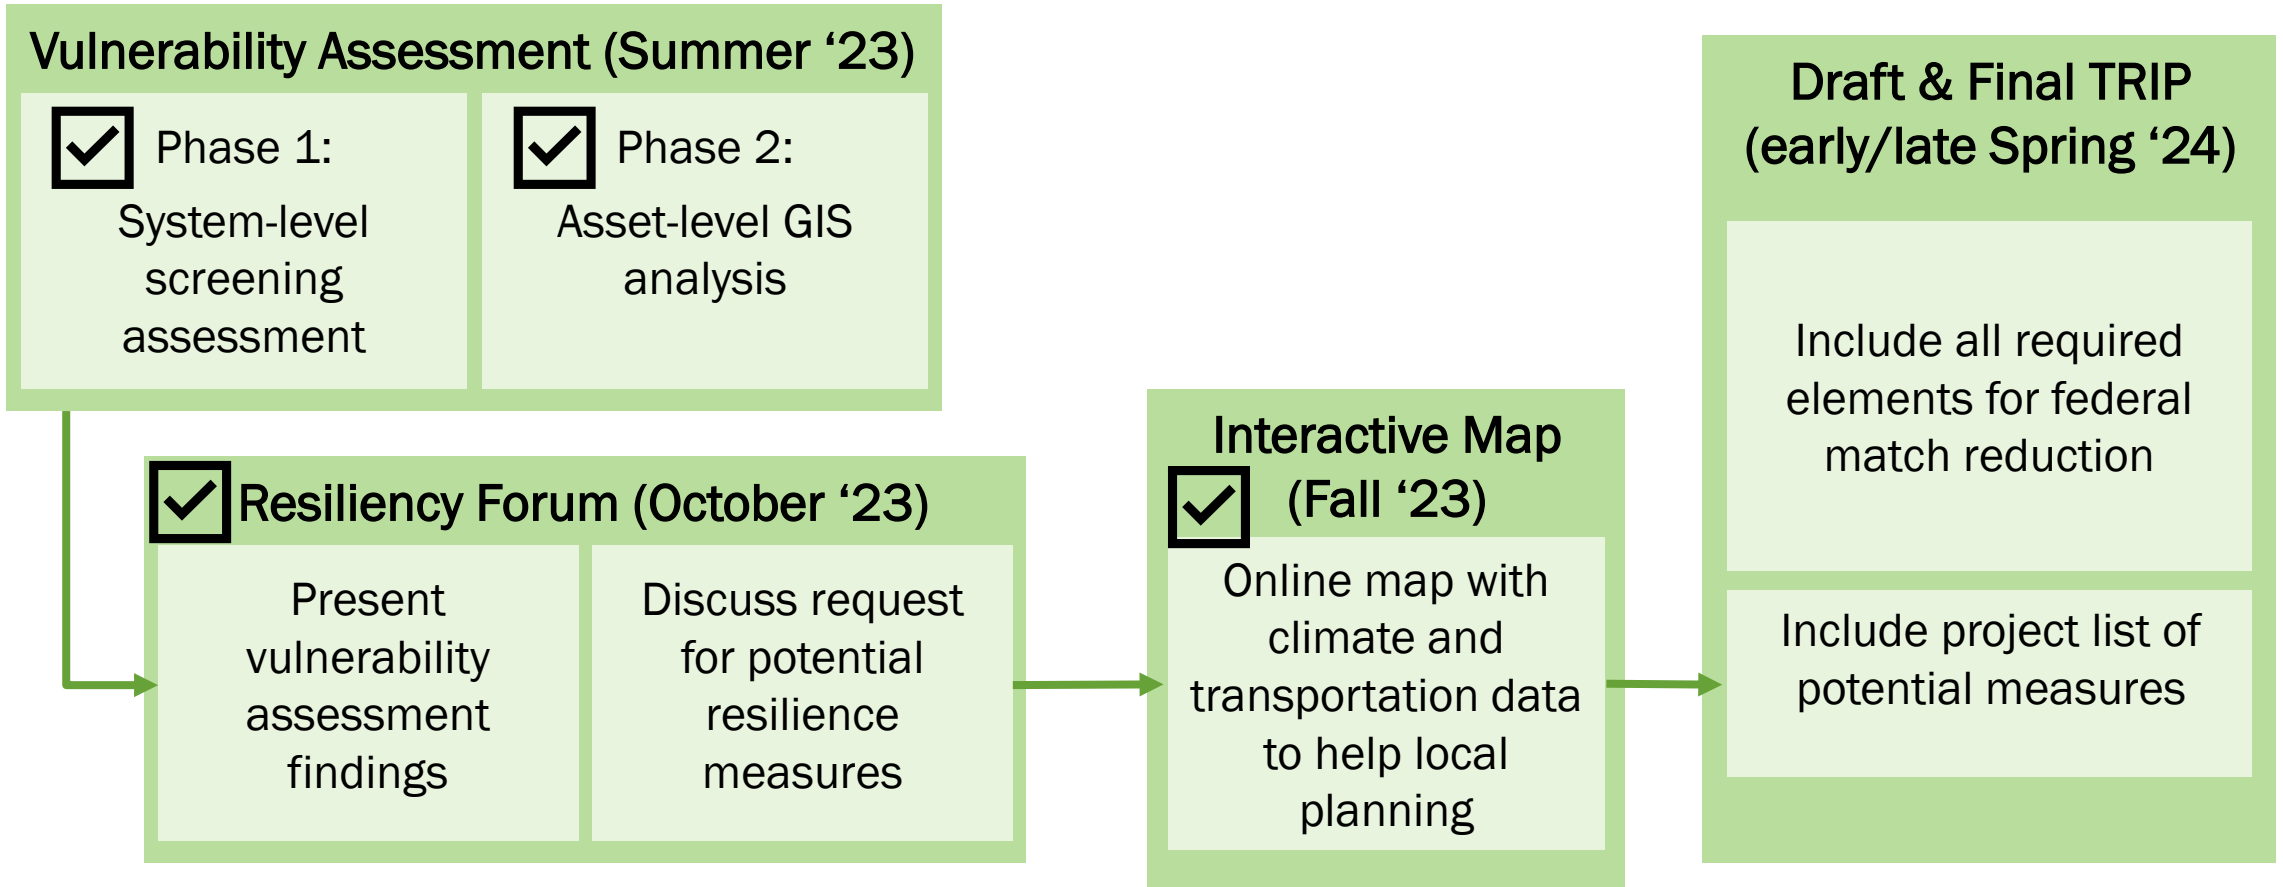 Vulnerability Assessment (Summer ‘23)
Phase 1:
System-level
screening
assessment
Phase 2:
Asset-level GIS
analysis
Resiliency Forum (October ‘23)
Present
vulnerability
assessment
findings
Discuss request
for potential
resilience
measures
Interactive Map
(Fall ‘23)
Online map with
climate and
transportation data
to help local
planning
Draft & Final TRIP
(early/late Spring ‘24)
Include all required
elements for federal
match reduction
Include project list of
potential measures